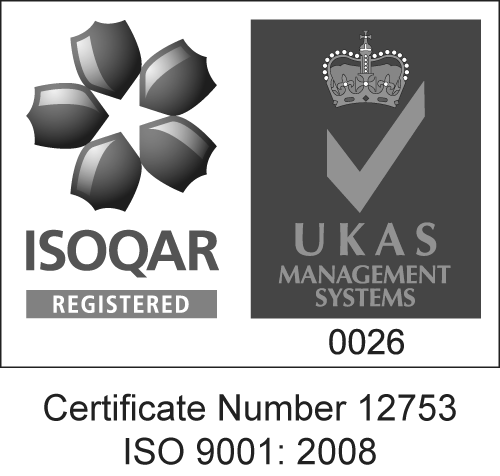 ISOQAR
REGISTERED
UKAS
MANAGEMENT
SYSTEMS
0026
Certificate Number 12753
ISO 9001: 2008